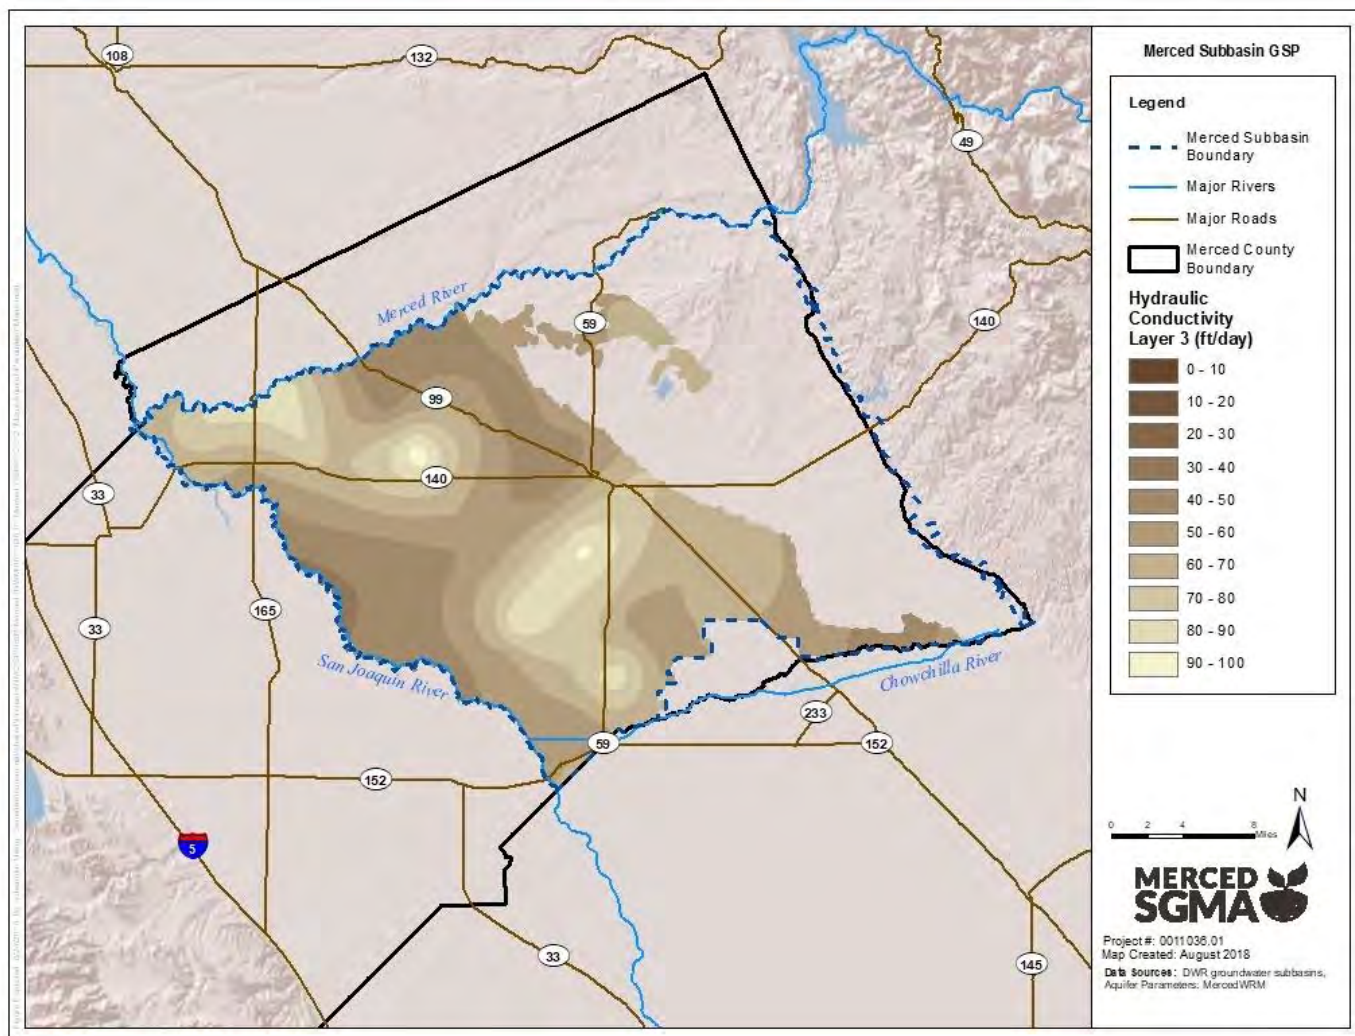 Merced Subbasin GSP
Legend
Merced Subbasin
Boundary
Major Rivers
Major Roads
Merced County
Boundary
Hydraulic
Conductivity
Layer 3 (ft/day)
0 - 10
10 - 20
20 - 30
30 - 40
40 - 50
50 - 60
60 - 70
70 - 80
80 - 90
90 - 100
108
132
49
Merced River
59
140
99
140
33
165
33
San Joaquin River
Chowchilla River
233
59
152
152
5
33
145
N
0 2 4 8
Miles
MERCED
SGMA
Project #: 0011036.01
Map Created: August 2018
Data Sources: DWR groundwater subbasins,
Aquifer Parameters: MercedWRM